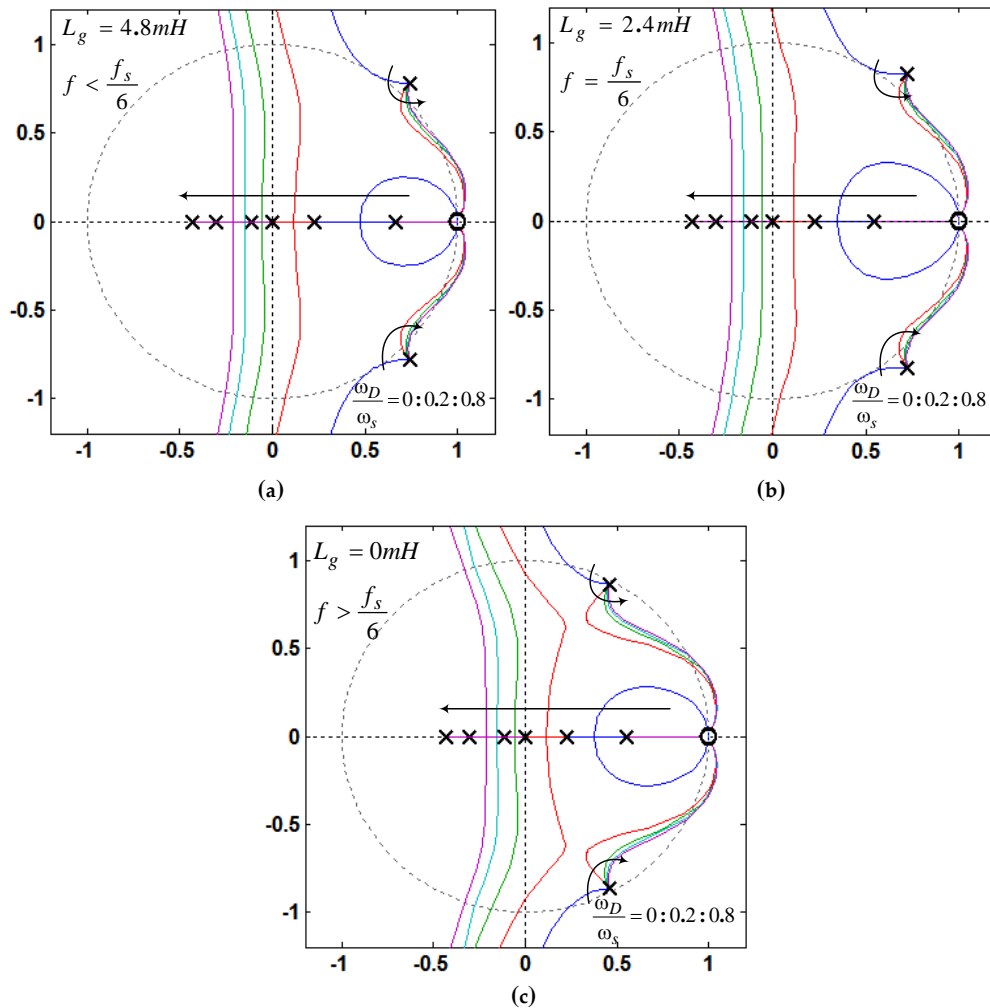 L_g = 4.8mH
f < f_s/6
1
0.5
0
-0.5
-1
-1 -0.5 0 0.5 1
ω_D/ω_s = 0:0.2:0.8
(a)
L_g = 2.4mH
f = f_s/6
1
0.5
0
-0.5
-1
-1 -0.5 0 0.5 1
ω_D/ω_s = 0:0.2:0.8
(b)
L_g = 0mH
f > f_s/6
1
0.5
0
-0.5
-1
-1 -0.5 0 0.5 1
ω_D/ω_s = 0:0.2:0.8
(c)